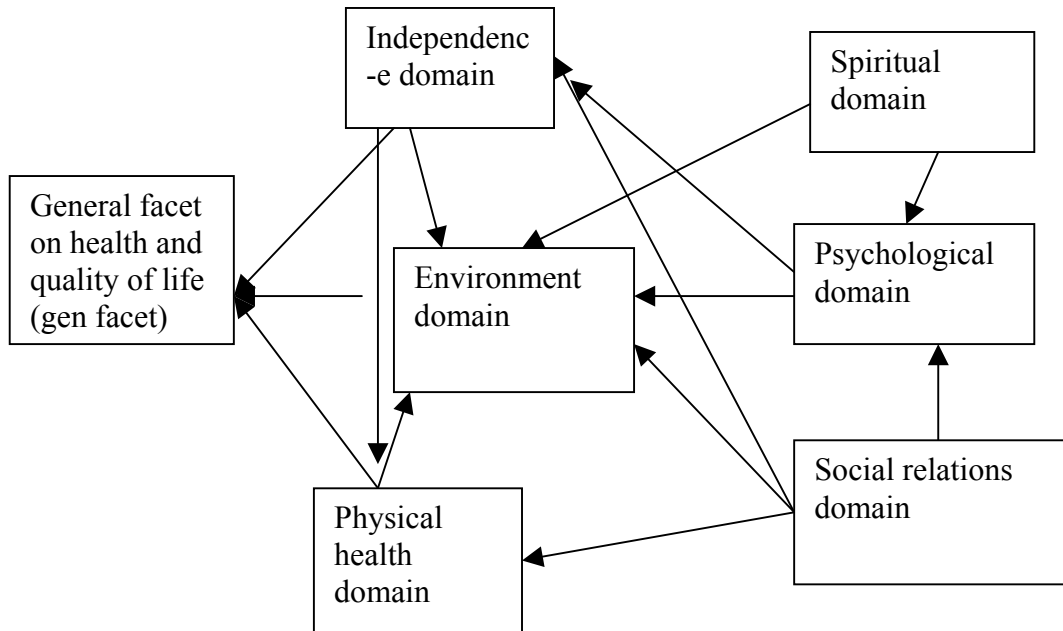 Independenc
-e domain
Spiritual
domain
General facet
on health and
quality of life
(gen facet)
Environment
domain
Psychological
domain
Social relations
domain
Physical
health
domain